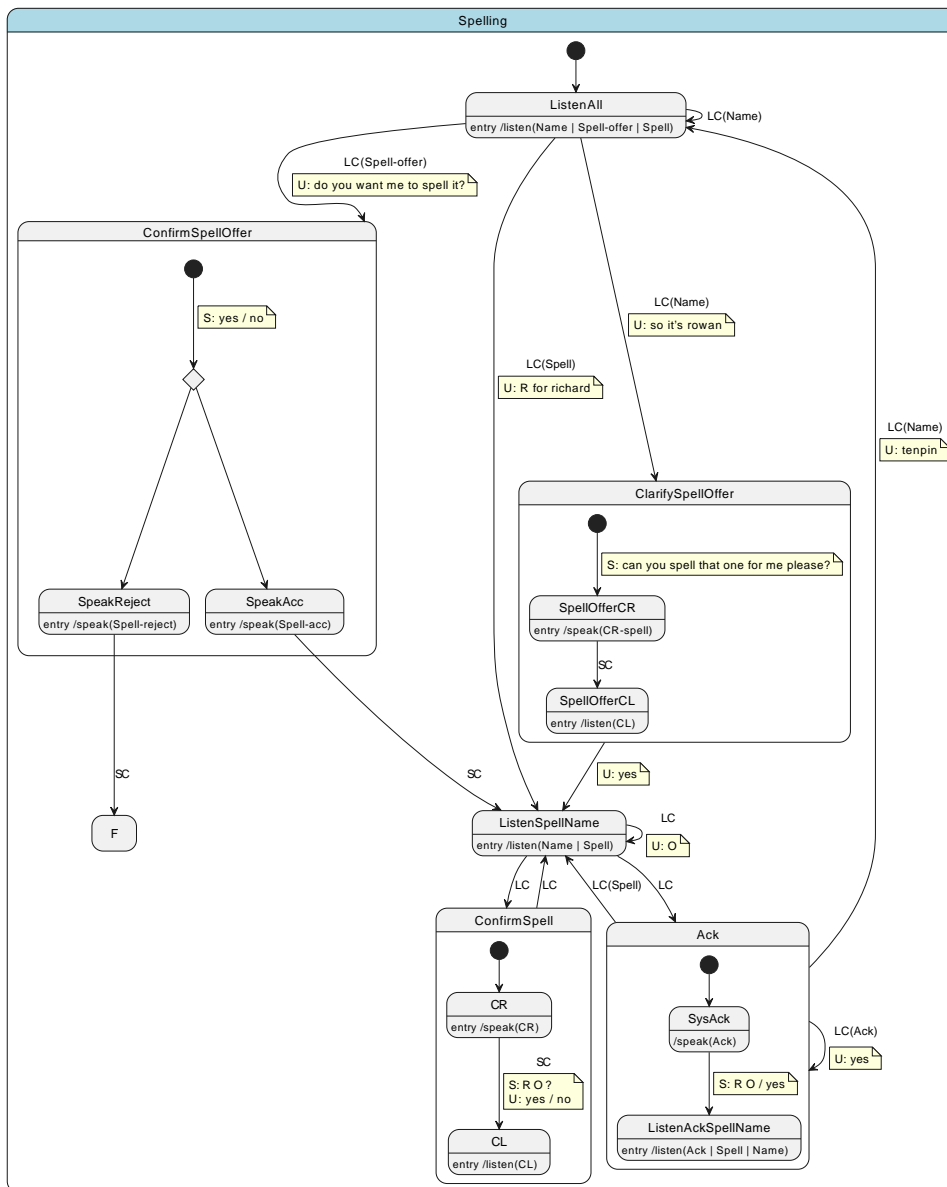 Spelling
ListenAll
entry /listen(Name | Spell-offer | Spell)
LC(Name)
LC(Spell-offer)
U: do you want me to spell it?
ConfirmSpellOffer
S: yes / no
LC(Name)
U: so it's rowan
LC(Spell)
U: R for richard
LC(Name)
U: tenpin
ClarifySpellOffer
S: can you spell that one for me please?
SpellOfferCR
entry /speak(CR-spell)
SC
SpellOfferCL
entry /listen(CL)
SpeakReject
entry /speak(Spell-reject)
SpeakAcc
entry /speak(Spell-acc)
SC
SC
U: yes
F
ListenSpellName
entry /listen(Name | Spell)
LC
U: O
LC
LC
LC(Spell)
LC
ConfirmSpell
CR
entry /speak(CR)
SC
S: R O ?
U: yes / no
CL
entry /listen(CL)
Ack
SysAck
/speak(Ack)
S: R O / yes
ListenAckSpellName
entry /listen(Ack | Spell | Name)
LC(Ack)
U: yes